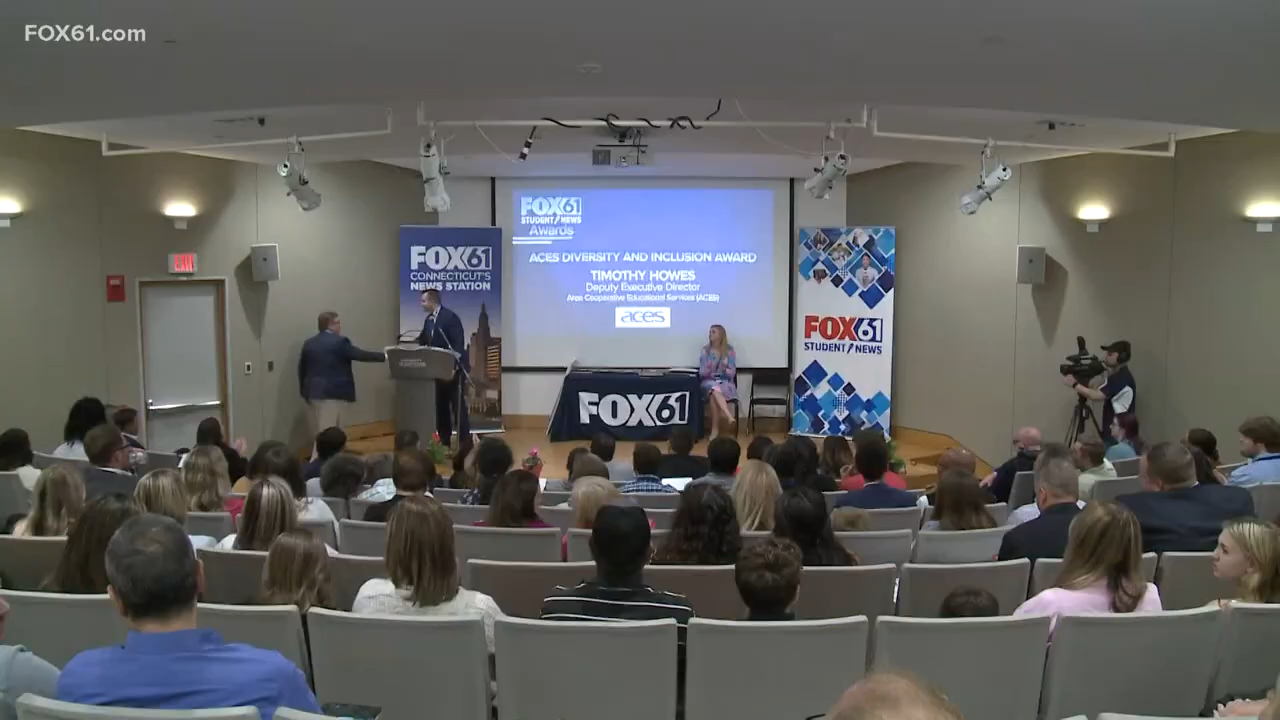 FOX61.com
EXIT
FOX61
CONNECTICUT'S
NEWS STATION
FOX61
STUDENT NEWS
Awards
ACES DIVERSITY AND INCLUSION AWARD
TIMOTHY HOWES
Deputy Executive Director
Area Cooperative Educational Services (ACES)
aces
FOX61
STUDENT NEWS
FOX61